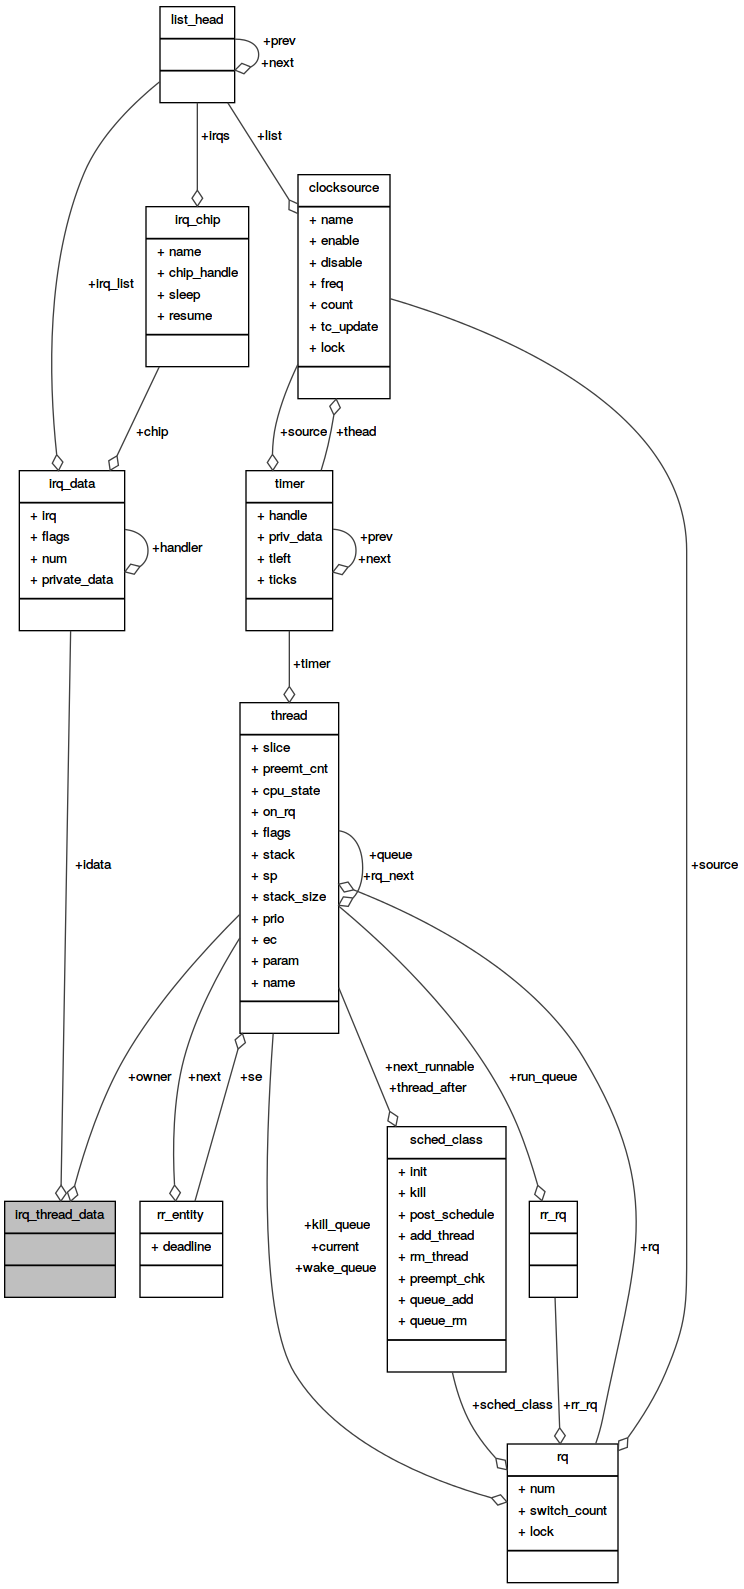 list_head
+prev
+next
+irqs
+list
clocksource
+ name
+ enable
+ disable
+ freq
+ count
+ tc_update
+ lock
irq_chip
+ name
+ chip_handle
+ sleep
+ resume
+irq_list
+chip
+source
+thead
irq_data
+ irq
+ flags
+ num
+ private_data
+handler
timer
+ handle
+ priv_data
+ tleft
+ ticks
+prev
+next
+timer
thread
+ slice
+ preemt_cnt
+ cpu_state
+ on_rq
+ flags
+ stack
+ sp
+ stack_size
+ prio
+ ec
+ param
+ name
+queue
+rq_next
+idata
+source
+owner
+next
+se
+next_runnable
+thread_after
+run_queue
irq_thread_data
rr_entity
+ deadline
+kill_queue
+current
+wake_queue
sched_class
+ init
+ kill
+ post_schedule
+ add_thread
+ rm_thread
+ preempt_chk
+ queue_add
+ queue_rm
rr_rq
+rq
+sched_class
+rr_rq
rq
+ num
+ switch_count
+ lock